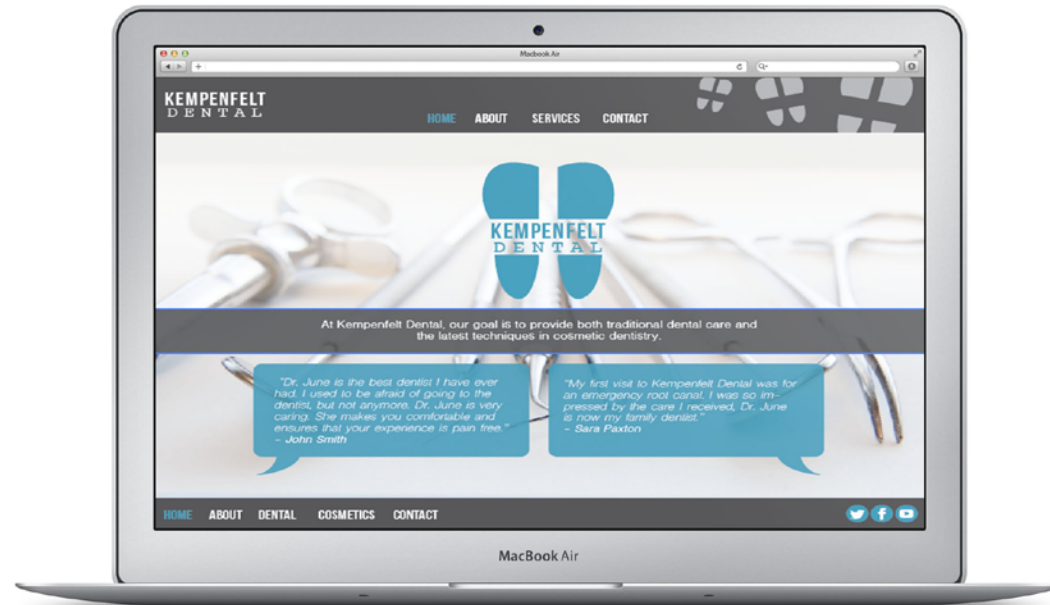 Macbook Air
KEMPENFELT
DENTAL
HOME ABOUT SERVICES CONTACT
KEMPENFELT
DENTAL
At Kempenfelt Dental, our goal is to provide both traditional dental care and
the latest techniques in cosmetic dentistry.
"Dr. June is the best dentist I have ever
had. I used to be afraid of going to the
dentist, but not anymore. Dr. June is very
caring. She makes you comfortable and
ensures that your experience is pain free."
- John Smith
"My first visit to Kempenfelt Dental was for
an emergency root canal. I was so im-
pressed by the care I received, Dr. June
is now my family dentist."
- Sara Paxton
HOME ABOUT DENTAL COSMETICS CONTACT
MacBook Air